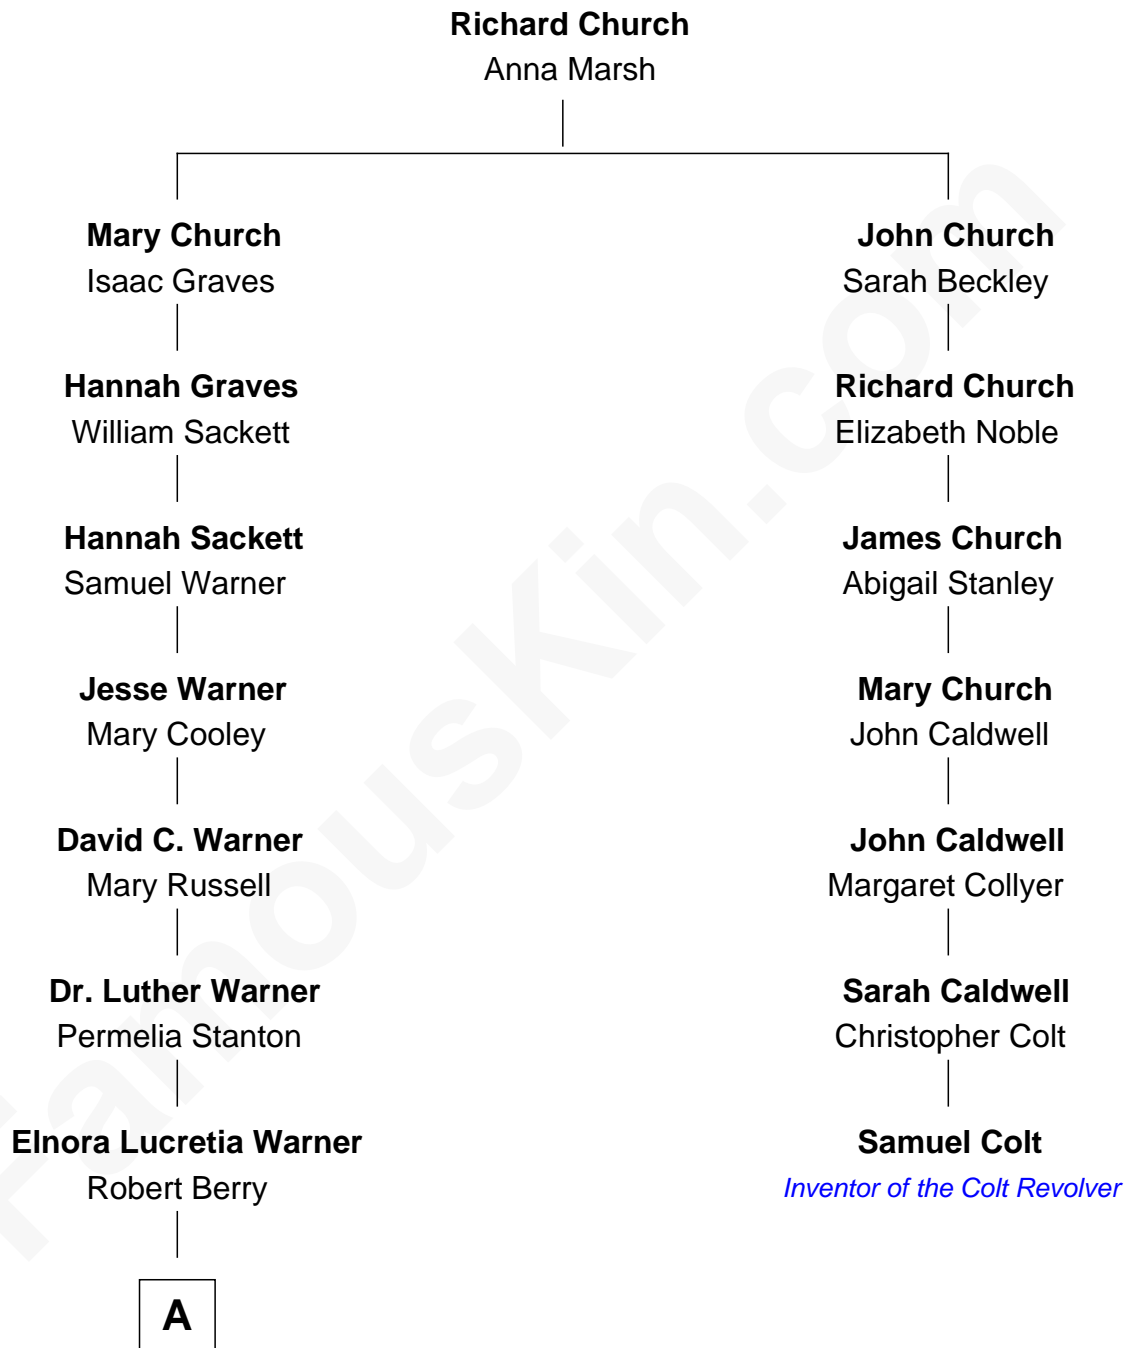 Richard Church
Anna Marsh
Mary Church
Isaac Graves
John Church
Sarah Beckley
Hannah Graves
William Sackett
Richard Church
Elizabeth Noble
Hannah Sackett
Samuel Warner
James Church
Abigail Stanley
Jesse Warner
Mary Cooley
Mary Church
John Caldwell
David C. Warner
Mary Russell
John Caldwell
Margaret Collyer
Dr. Luther Warner
Permelia Stanton
Sarah Caldwell
Christopher Colt
Elnora Lucretia Warner
Robert Berry
Samuel Colt
Inventor of the Colt Revolver
A
FamousKin.com